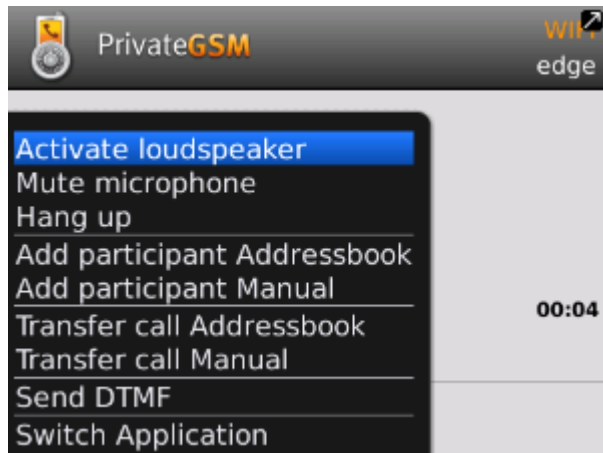 PrivateGSM
WIFI
edge
Activate loudspeaker
Mute microphone
Hang up
Add participant Addressbook
Add participant Manual
00:04
Transfer call Addressbook
Transfer call Manual
Send DTMF
Switch Application